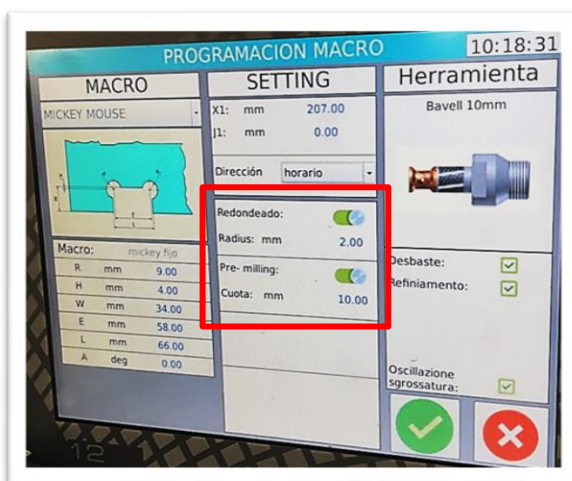 PROGRAMACION MACRO 10:18:31
MACRO
MICKEY MOUSE
Macro: mickey fijo
R mm 9.00
H mm 4.00
W mm 34.00
E mm 58.00
L mm 66.00
A deg 0.00
SETTING
X1: mm 207.00
J1: mm 0.00
Dirección horario
Redondeado:
Radius: mm 2.00
Pre- milling:
Cuota: mm 10.00
Herramienta
Bavell 10mm
Desbaste:
Refiniamento:
Oscillazione
sgrossatura:
12